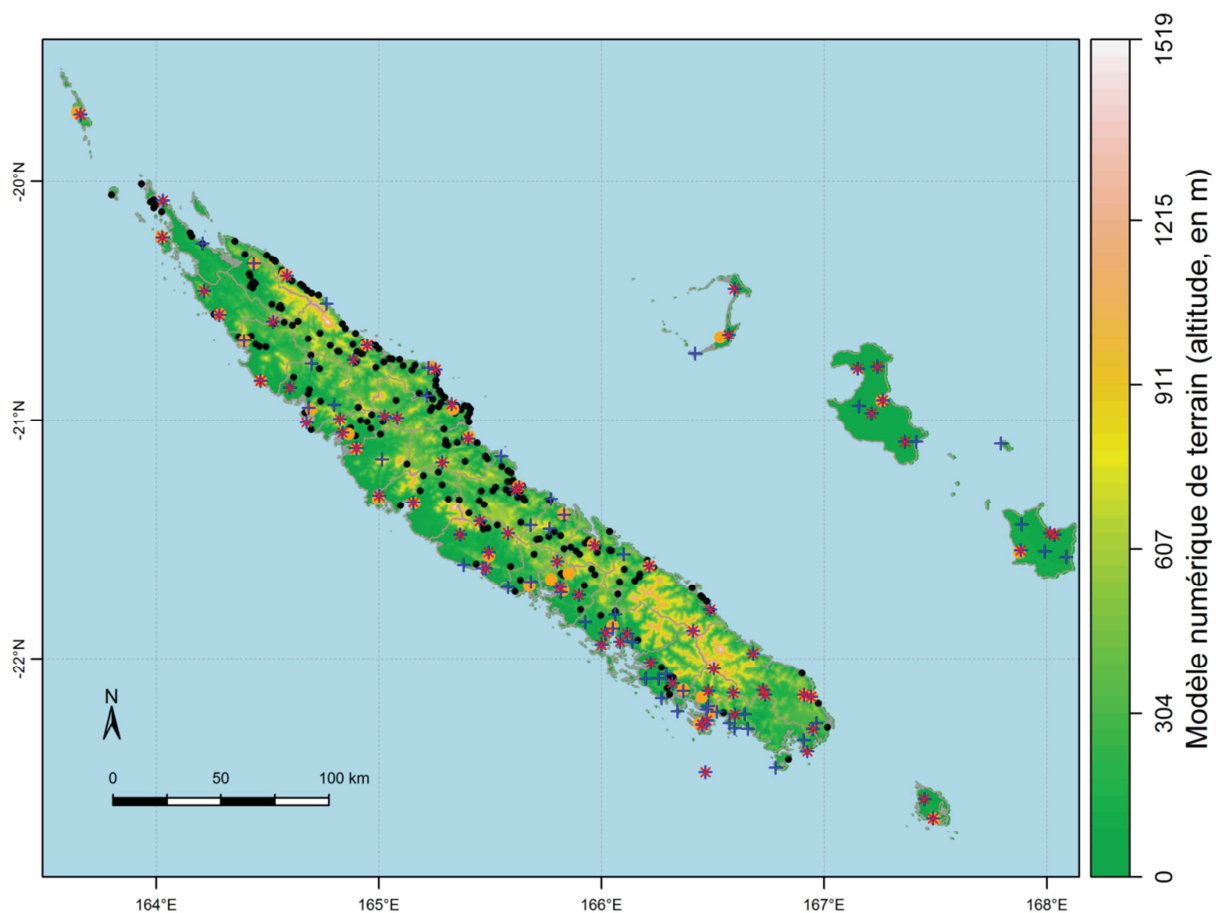 -20°N
-21°N
-22°N
164°E
165°E
166°E
167°E
168°E
N
0
50
100 km
1519
1215
911
607
304
0
Modèle numérique de terrain (altitude, en m)